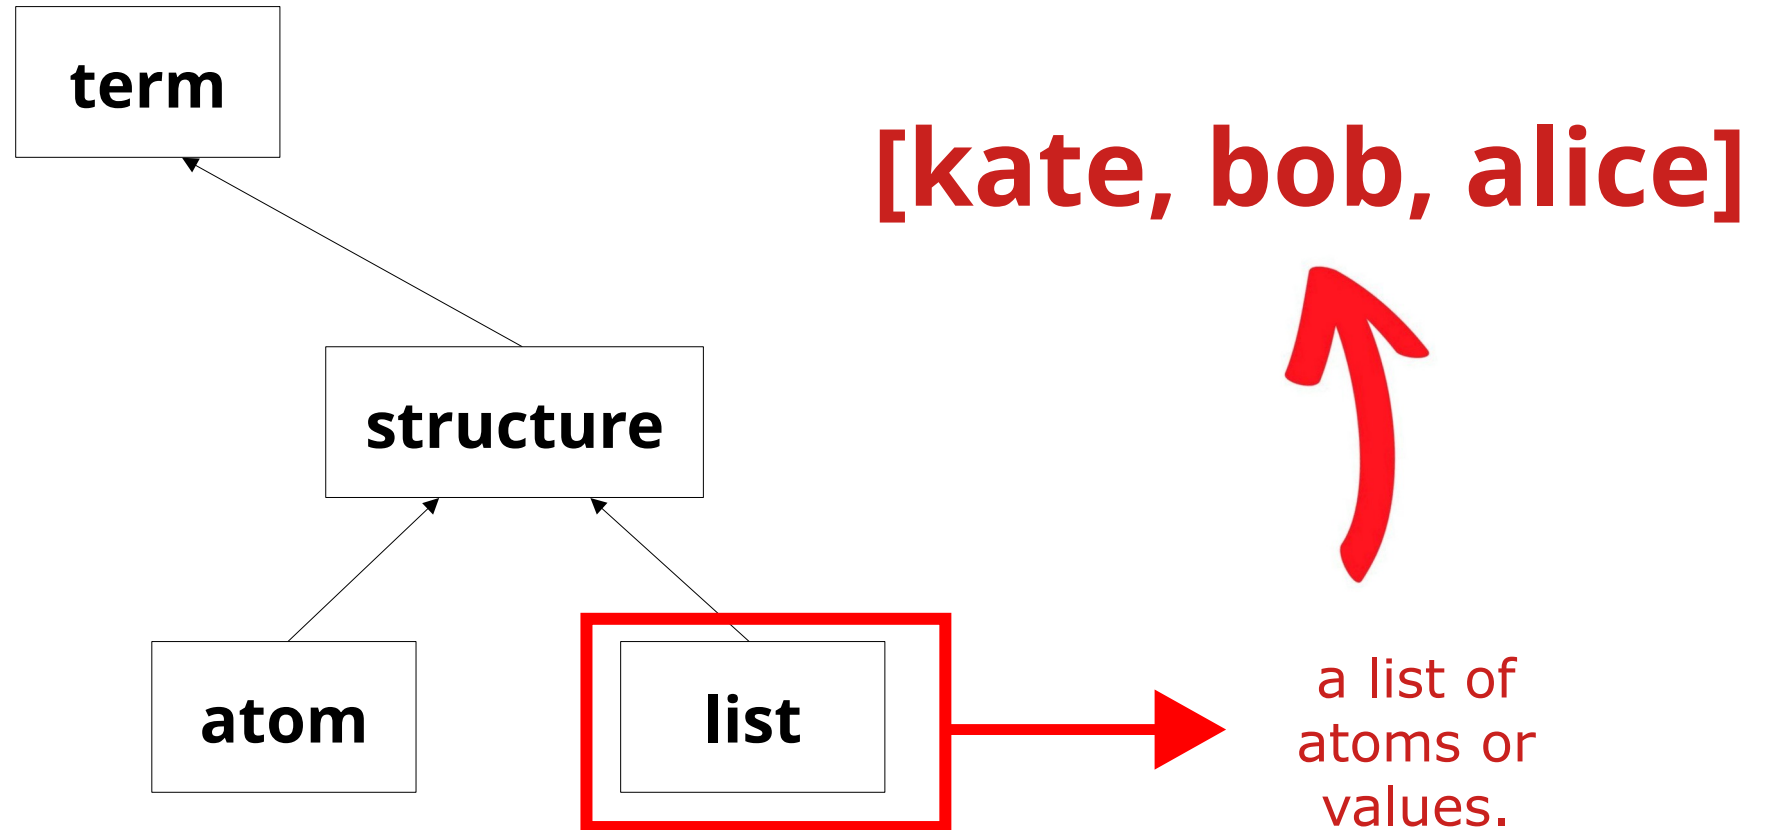 term
[kate, bob, alice]
structure
atom
list
a list of
atoms or
values.